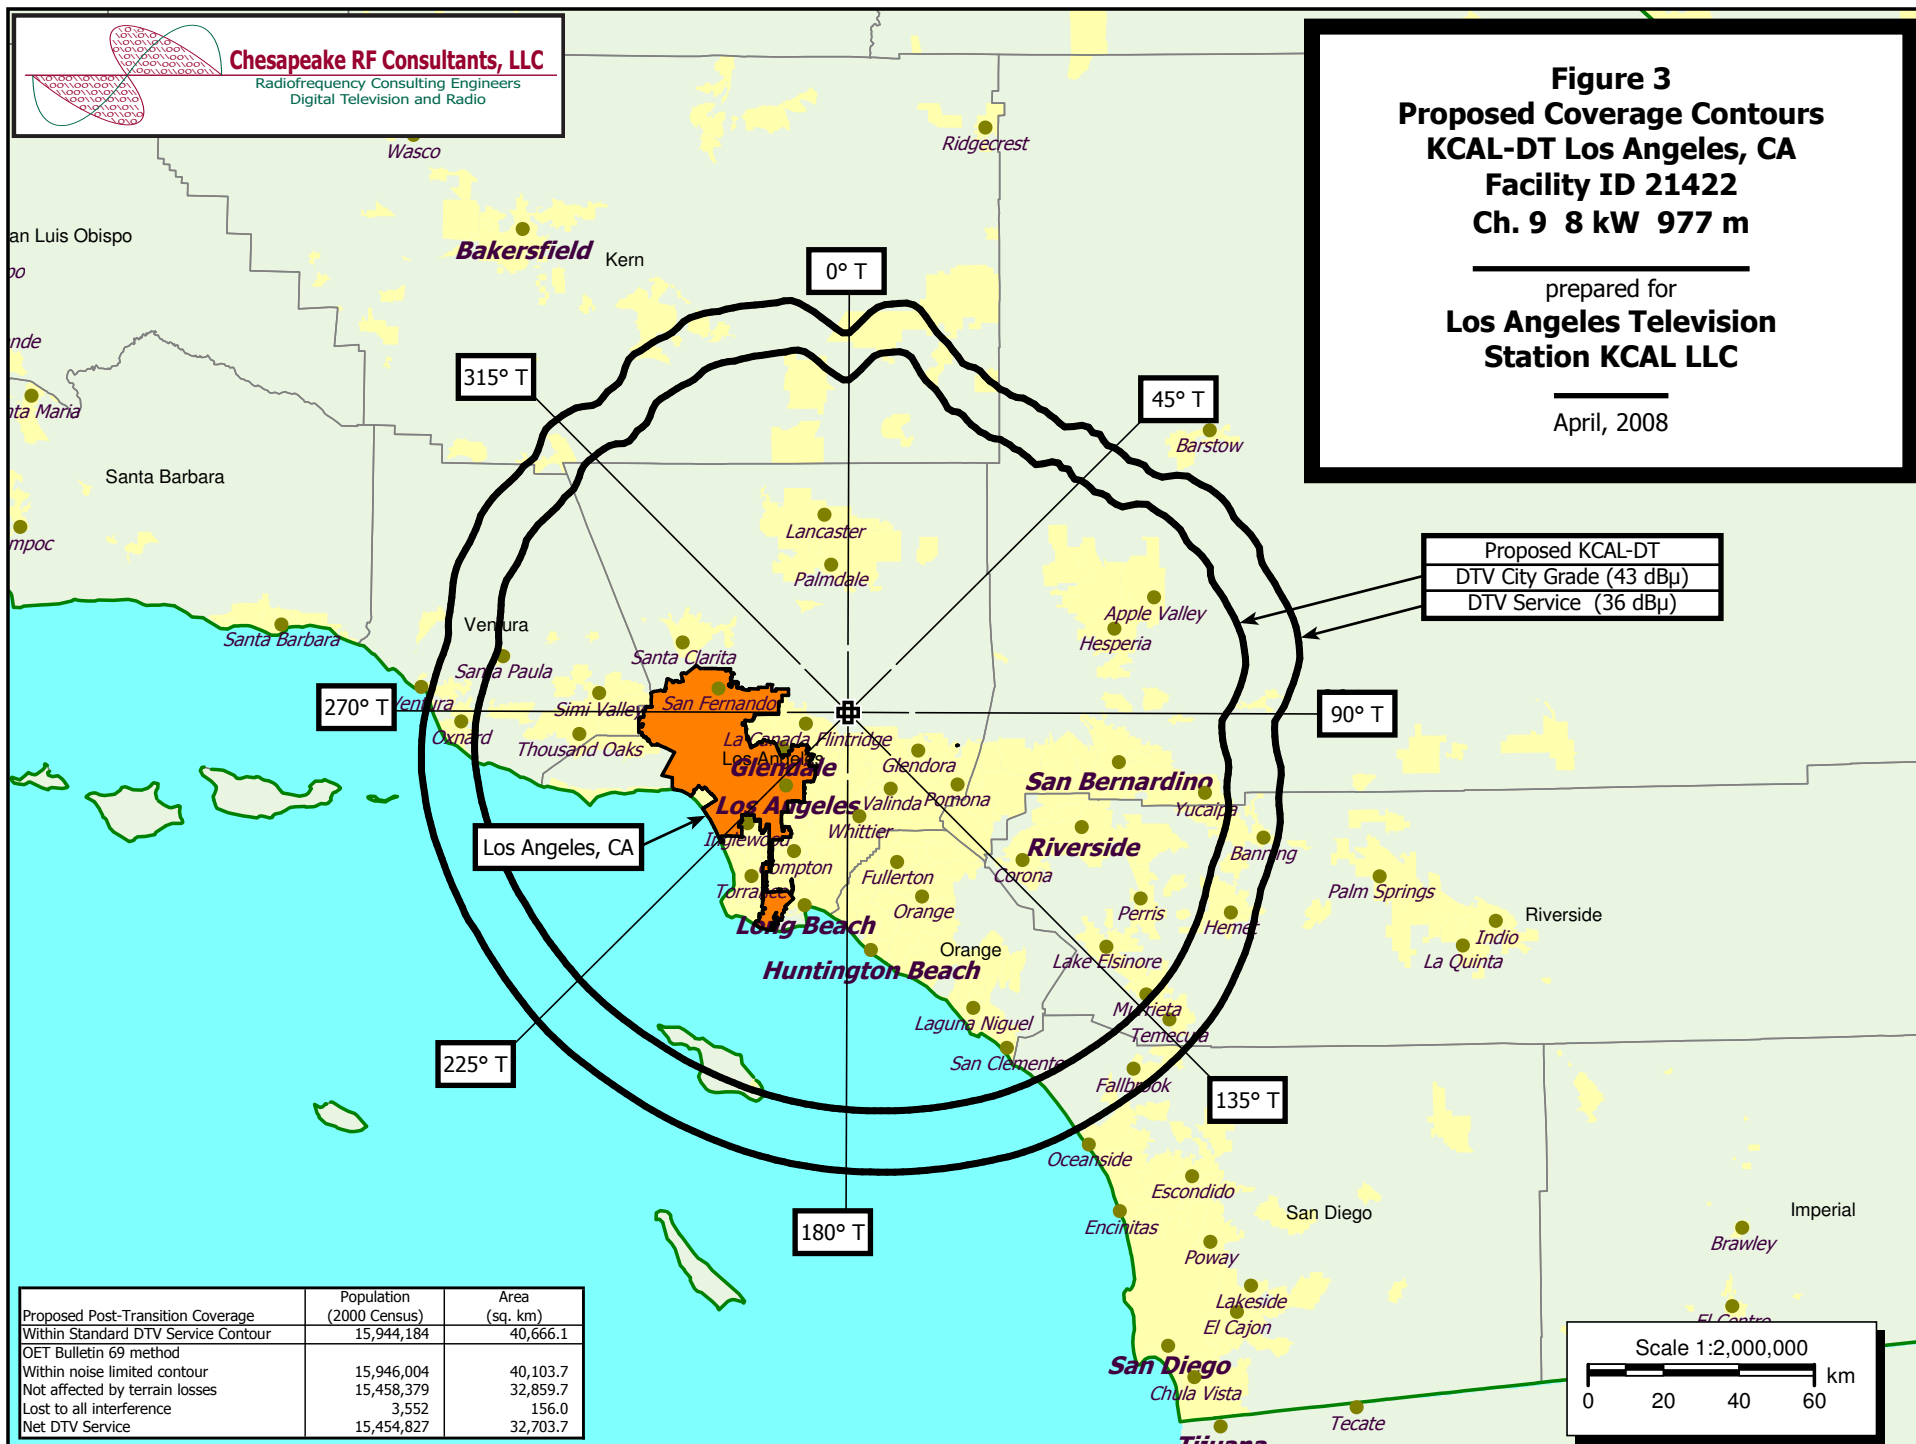 Chesapeake RF Consultants, LLC
Radiofrequency Consulting Engineers
Digital Television and Radio
Figure 3
Proposed Coverage Contours
KCAL-DT Los Angeles, CA
Facility ID 21422
Ch. 9 8 kW 977 m
prepared for
Los Angeles Television
Station KCAL LLC
April, 2008
Wasco
Ridgecrest
an Luis Obispo
po
Bakersfield
Kern
0° T
nde
315° T
45° T
nta Maria
Barstow
Santa Barbara
Lancaster
mpoc
Palmdale
Proposed KCAL-DT
DTV City Grade (43 dBµ)
DTV Service (36 dBµ)
Apple Valley
Hesperia
Santa Barbara
Ventura
Santa Clarita
Santa Paula
270° T
Ventura
Simi Valley
San Fernando
90° T
Oxnard
Thousand Oaks
La Canada Flintridge
Los Angeles
Glendale
Glendora
San Bernardino
Los Angeles
Valinda
Pomona
Yucaipa
Whittier
Los Angeles, CA
Inglewood
Riverside
Banning
Compton
Fullerton
Corona
Palm Springs
Torrance
Orange
Perris
Hemet
Riverside
Long Beach
Indio
Orange
Lake Elsinore
La Quinta
Huntington Beach
Murrieta
Laguna Niguel
Temecula
225° T
San Clemente
Fallbrook
135° T
Oceanside
Escondido
Encinitas
San Diego
Imperial
180° T
Poway
Brawley
Lakeside
El Cajon
El Centro
San Diego
Chula Vista
Tecate
Tijuana
Proposed Post-Transition Coverage Population (2000 Census) Area (sq. km)
Within Standard DTV Service Contour 15,944,184 40,666.1
OET Bulletin 69 method
Within noise limited contour 15,946,004 40,103.7
Not affected by terrain losses 15,458,379 32,859.7
Lost to all interference 3,552 156.0
Net DTV Service 15,454,827 32,703.7
Scale 1:2,000,000
km
0 20 40 60